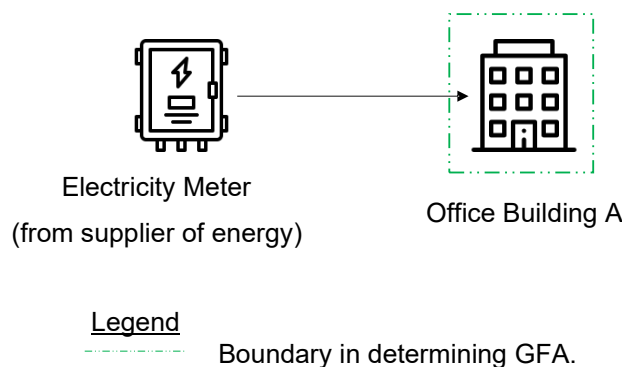 Electricity Meter
(from supplier of energy)
Office Building A
Legend
Boundary in determining GFA.